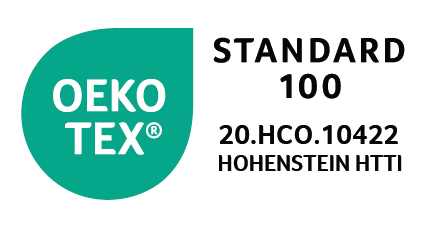 OEKO
TEX®
STANDARD
100
20.HCO.10422
HOHENSTEIN HTTI